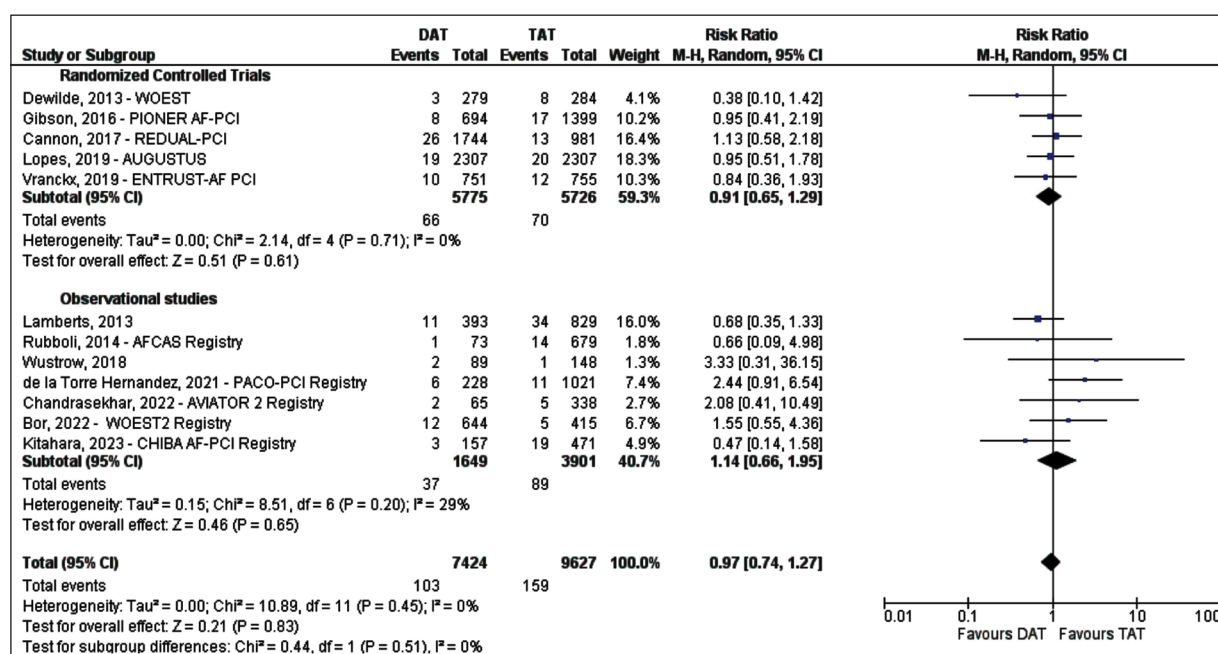 DAT TAT Risk Ratio Risk Ratio
Study or Subgroup Events Total Events Total Weight M-H, Random, 95% CI M-H, Random, 95% CI
Randomized Controlled Trials
Dewilde, 2013 - WOEST 3 279 8 284 4.1% 0.38 [0.10, 1.42]
Gibson, 2016 - PIONER AF-PCI 8 694 17 1399 10.2% 0.95 [0.41, 2.19]
Cannon, 2017 - REDUAL-PCI 26 1744 13 981 16.4% 1.13 [0.58, 2.18]
Lopes, 2019 - AUGUSTUS 19 2307 20 2307 18.3% 0.95 [0.51, 1.78]
Vranckx, 2019 - ENTRUST-AF PCI 10 751 12 755 10.3% 0.84 [0.36, 1.93]
Subtotal (95% CI) 5775 5726 59.3% 0.91 [0.65, 1.29]
Total events 66 70
Heterogeneity: Tau² = 0.00; Chi² = 2.14, df = 4 (P = 0.71); I² = 0%
Test for overall effect: Z = 0.51 (P = 0.61)
Observational studies
Lamberts, 2013 11 393 34 829 16.0% 0.68 [0.35, 1.33]
Rubboli, 2014 - AFCAS Registry 1 73 14 679 1.8% 0.66 [0.09, 4.98]
Wustrow, 2018 2 89 1 148 1.3% 3.33 [0.31, 36.15]
de la Torre Hernandez, 2021 - PACO-PCI Registry 6 228 11 1021 7.4% 2.44 [0.91, 6.54]
Chandrasekhar, 2022 - AVIATOR 2 Registry 2 65 5 338 2.7% 2.08 [0.41, 10.49]
Bor, 2022 - WOEST2 Registry 12 644 5 415 6.7% 1.55 [0.55, 4.36]
Kitahara, 2023 - CHIBA AF-PCI Registry 3 157 19 471 4.9% 0.47 [0.14, 1.58]
Subtotal (95% CI) 1649 3901 40.7% 1.14 [0.66, 1.95]
Total events 37 89
Heterogeneity: Tau² = 0.15; Chi² = 8.51, df = 6 (P = 0.20); I² = 29%
Test for overall effect: Z = 0.46 (P = 0.65)
Total (95% CI) 7424 9627 100.0% 0.97 [0.74, 1.27]
Total events 103 159
Heterogeneity: Tau² = 0.00; Chi² = 10.89, df = 11 (P = 0.45); I² = 0%
Test for overall effect: Z = 0.21 (P = 0.83)
Test for subgroup differences: Chi² = 0.44, df = 1 (P = 0.51), I² = 0%
0.01 0.1 1 10 100
Favours DAT Favours TAT